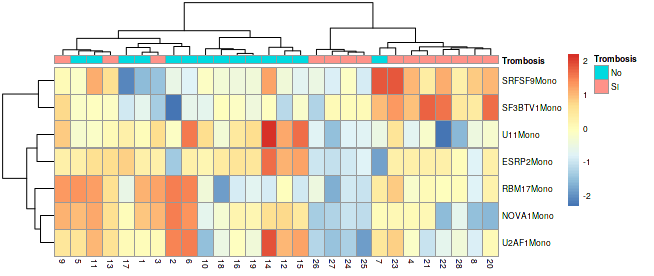 Trombosis
SRFSF9Mono
SF3BTV1Mono
U11Mono
ESRP2Mono
RBM17Mono
NOVA1Mono
U2AF1Mono
9 5 11 13 17 1 3 2 6 10 18 16 19 14 12 15 26 27 24 25 7 23 4 21 22 28 8 20
2
1
0
-1
-2
Trombosis
No
SI